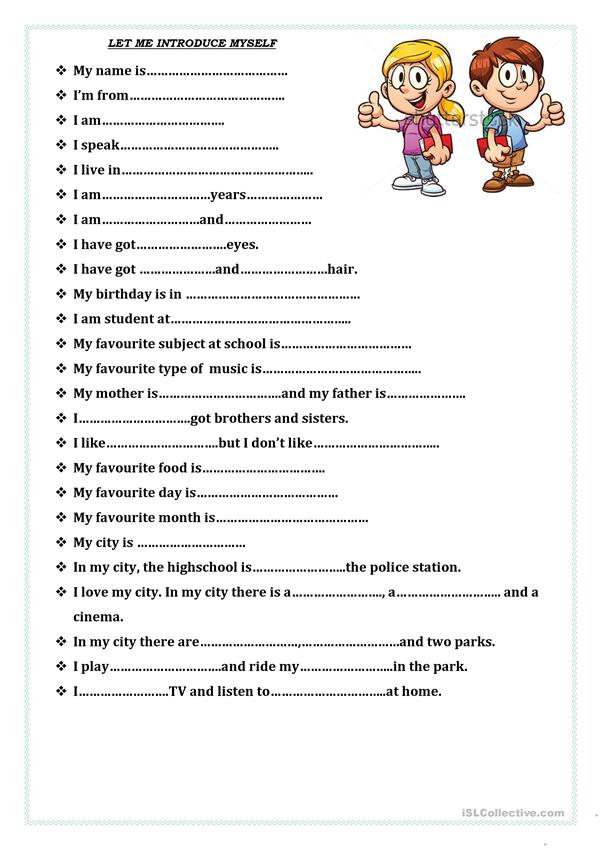 LET ME INTRODUCE MYSELF
❖ My name is…………………………………
❖ I'm from…………………………………….
❖ I am…………………………….
❖ I speak……………………………………..
❖ I live in……………………………………………..
❖ I am…………………………years…………………
❖ I am………………………and……………………
❖ I have got…………………….eyes.
❖ I have got …………………and……………………hair.
❖ My birthday is in …………………………………………
❖ I am student at…………………………………………..
❖ My favourite subject at school is………………………………
❖ My favourite type of  music is……………………………………..
❖ My mother is…………………………….and my father is………………….
❖ I………………………….got brothers and sisters.
❖ I like………………………….but I don't like……………………………..
❖ My favourite food is…………………………….
❖ My favourite day is…………………………………
❖ My favourite month is……………………………………
❖ My city is …………………………
❖ In my city, the highschool is……………………..the police station.
❖ I love my city. In my city there is a……………………., a……………………….. and a
cinema.
❖ In my city there are………………………,………………………and two parks.
❖ I play………………………….and ride my……………………..in the park.
❖ I…………………….TV and listen to…………………………..at home.
iSLCollective.com